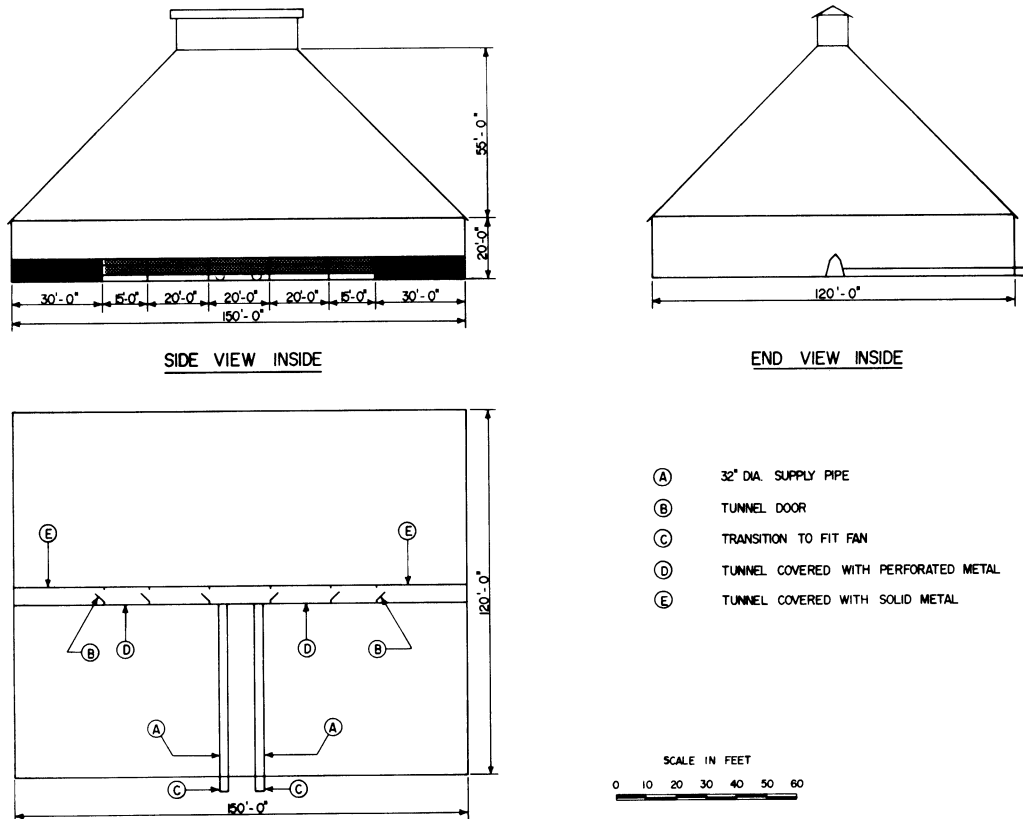 55'-0"
20'-0"
30'-0" 15'-0" 20'-0" 20'-0" 20'-0" 15'-0" 30'-0"
150'-0"
SIDE VIEW INSIDE
120'-0"
END VIEW INSIDE
E E
B D D B
A A
C C
120'-0"
150'-0"
A 32" DIA. SUPPLY PIPE
B TUNNEL DOOR
C TRANSITION TO FIT FAN
D TUNNEL COVERED WITH PERFORATED METAL
E TUNNEL COVERED WITH SOLID METAL
SCALE IN FEET
0 10 20 30 40 50 60